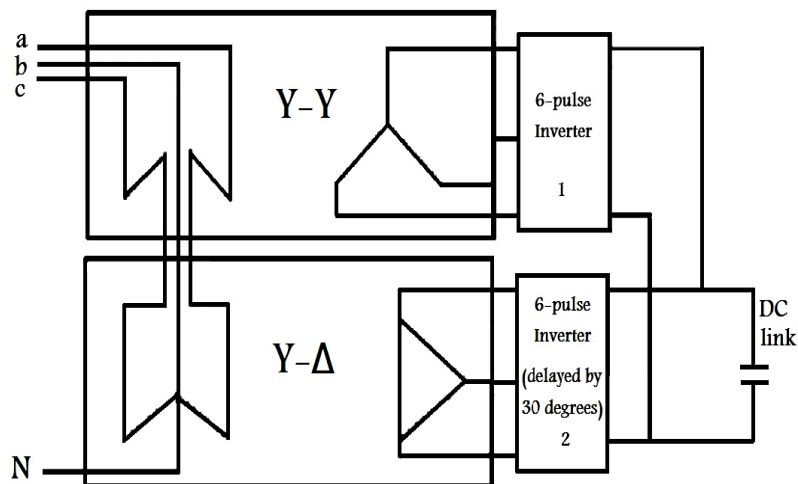 a
b
c
Y-Y
6-pulse
Inverter
1
Y-Δ
6-pulse
Inverter
(delayed by
30 degrees)
2
DC
link
N